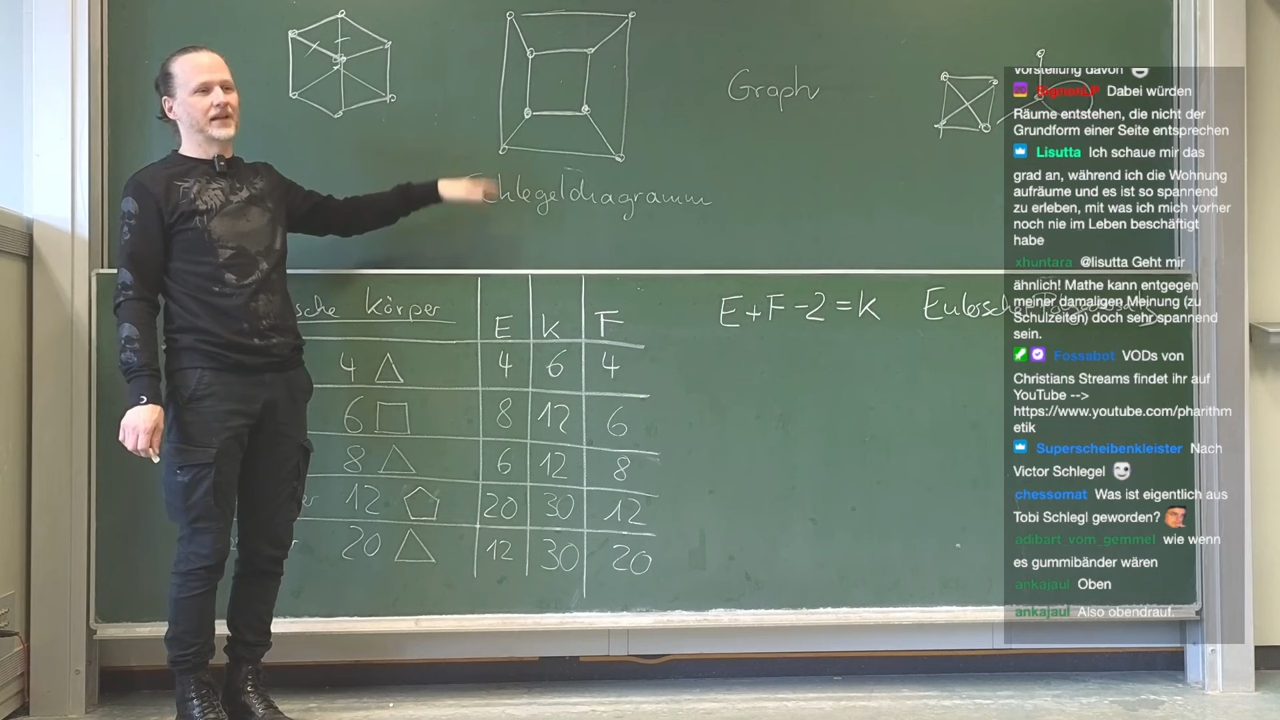 Graph
Schlegeldiagramm
sche Körper
E K F
4 4 6 4
6 8 12 6
8 6 12 8
12 20 30 12
20 12 30 20
E+F-2=K
Vorstellung davon
Dabei würden
Räume entstehen, die nicht der
Grundform einer Seite entsprechen
Lisutta Ich schaue mir das
grad an, während ich die Wohnung
aufräume und es ist so spannend
zu erleben, mit was ich mich vorher
noch nie im Leben beschäftigt
habe
xhuntara @lisutta Geht mir
ähnlich! Mathe kann entgegen
meiner damaligen Meinung (zu
Schulzeiten) doch sehr spannend
sein.
Fossabot VODs von
Christians Streams findet ihr auf
YouTube -->
https://www.youtube.com/pharithm
etik
Superscheibenkleister Nach
Victor Schlegel
chessomat Was ist eigentlich aus
Tobi Schlegl geworden?
adibart_vom_gemmel wie wenn
es gummibänder wären
ankajaul Oben
ankajaul Also obendrauf.